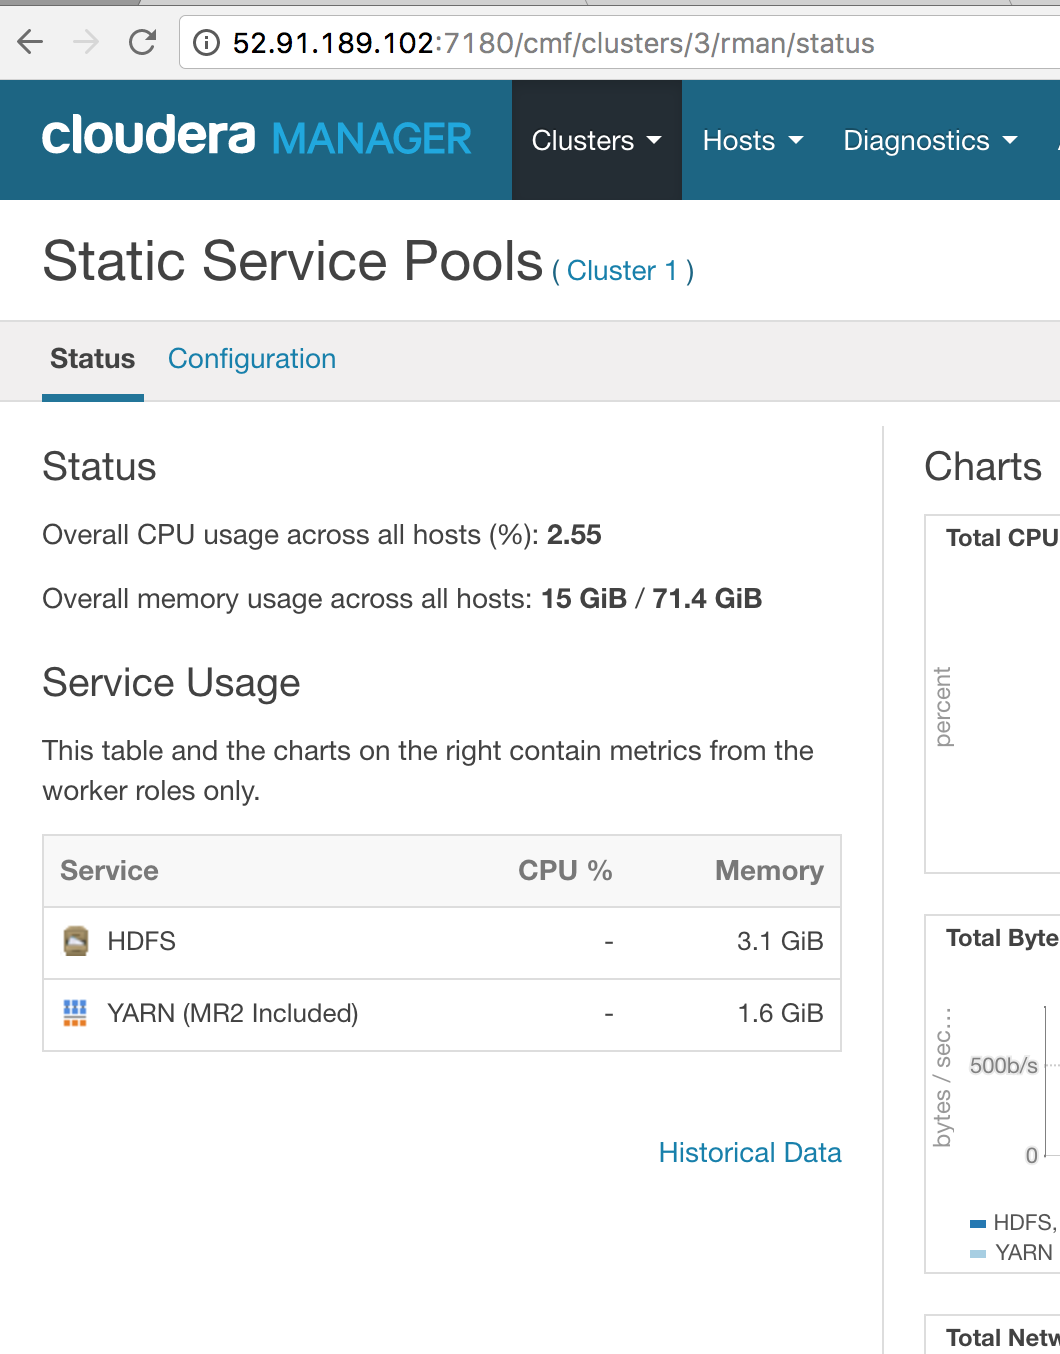 52.91.189.102:7180/cmf/clusters/3/rman/status
cloudera MANAGER
Clusters
Hosts
Diagnostics
Static Service Pools ( Cluster 1 )
Status
Configuration
Status
Overall CPU usage across all hosts (%): 2.55
Overall memory usage across all hosts: 15 GiB / 71.4 GiB
Service Usage
This table and the charts on the right contain metrics from the
worker roles only.
Service CPU % Memory
HDFS - 3.1 GiB
YARN (MR2 Included) - 1.6 GiB
Historical Data
Charts
Total CPU
percent
Total Byte
bytes / sec...
500b/s
0
HDFS,
YARN
Total Netw